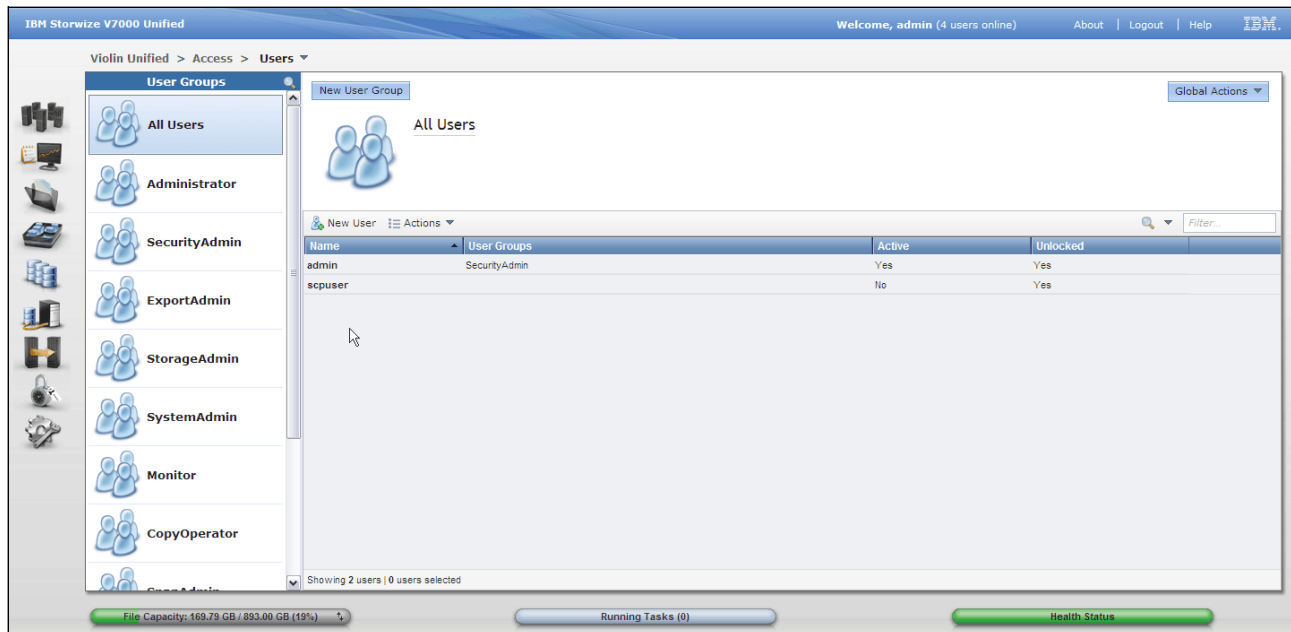 IBM Storwize V7000 Unified
Welcome, admin (4 users online)
About | Logout | Help
IBM.
Violin Unified > Access > Users
User Groups
All Users
Administrator
SecurityAdmin
ExportAdmin
StorageAdmin
SystemAdmin
Monitor
CopyOperator
New User Group
Global Actions
All Users
New User Actions
Filter...
Name User Groups Active Unlocked
admin SecurityAdmin Yes Yes
scpuser No Yes
Showing 2 users | 0 users selected
File Capacity: 169.79 GB / 893.00 GB (19%)
Running Tasks (0)
Health Status